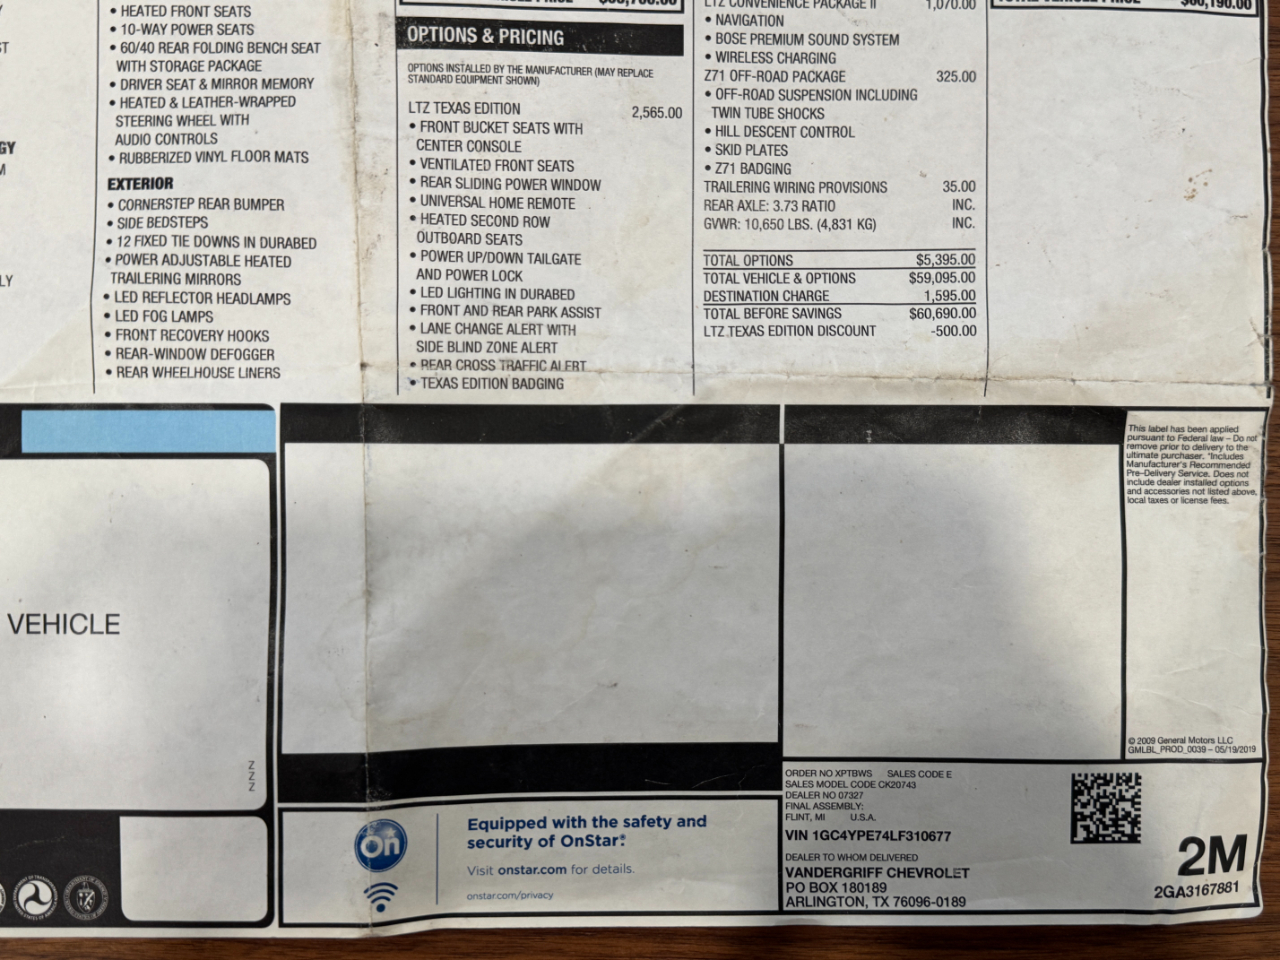 • HEATED FRONT SEATS
• 10-WAY POWER SEATS
• 60/40 REAR FOLDING BENCH SEAT
WITH STORAGE PACKAGE
• DRIVER SEAT & MIRROR MEMORY
• HEATED & LEATHER-WRAPPED
STEERING WHEEL WITH
AUDIO CONTROLS
• RUBBERIZED VINYL FLOOR MATS
EXTERIOR
• CORNERSTEP REAR BUMPER
• SIDE BEDSTEPS
• 12 FIXED TIE DOWNS IN DURABED
• POWER ADJUSTABLE HEATED
TRAILERING MIRRORS
• LED REFLECTOR HEADLAMPS
• LED FOG LAMPS
• FRONT RECOVERY HOOKS
• REAR-WINDOW DEFOGGER
• REAR WHEELHOUSE LINERS
OPTIONS & PRICING
OPTIONS INSTALLED BY THE MANUFACTURER (MAY REPLACE
STANDARD EQUIPMENT SHOWN)
LTZ TEXAS EDITION 2,565.00
• FRONT BUCKET SEATS WITH
CENTER CONSOLE
• VENTILATED FRONT SEATS
• REAR SLIDING POWER WINDOW
• UNIVERSAL HOME REMOTE
• HEATED SECOND ROW
OUTBOARD SEATS
• POWER UP/DOWN TAILGATE
AND POWER LOCK
• LED LIGHTING IN DURABED
• FRONT AND REAR PARK ASSIST
• LANE CHANGE ALERT WITH
SIDE BLIND ZONE ALERT
• REAR CROSS TRAFFIC ALERT
• TEXAS EDITION BADGING
LTZ CONVENIENCE PACKAGE II 1,070.00
• NAVIGATION
• BOSE PREMIUM SOUND SYSTEM
• WIRELESS CHARGING
Z71 OFF-ROAD PACKAGE 325.00
• OFF-ROAD SUSPENSION INCLUDING
TWIN TUBE SHOCKS
• HILL DESCENT CONTROL
• SKID PLATES
• Z71 BADGING
TRAILERING WIRING PROVISIONS 35.00
REAR AXLE: 3.73 RATIO INC.
GVWR: 10,650 LBS. (4,831 KG) INC.
TOTAL OPTIONS $5,395.00
TOTAL VEHICLE & OPTIONS $59,095.00
DESTINATION CHARGE 1,595.00
TOTAL BEFORE SAVINGS $60,690.00
LTZ TEXAS EDITION DISCOUNT -500.00
TOTAL VEHICLE PRICE* $60,190.00
VEHICLE
Z
Z
Z
On
Equipped with the safety and
security of OnStar.®
Visit onstar.com for details.
onstar.com/privacy
This label has been applied
pursuant to Federal law – Do not
remove prior to delivery to the
ultimate purchaser. *Includes
Manufacturer's Recommended
Pre-Delivery Service. Does not
include dealer installed options
and accessories not listed above,
local taxes or license fees.
© 2009 General Motors LLC
GMLBL_PROD_0039 – 05/19/2019
ORDER NO XPTBWS SALES CODE E
SALES MODEL CODE CK20743
DEALER NO 07327
FINAL ASSEMBLY:
FLINT, MI U.S.A.
VIN 1GC4YPE74LF310677
DEALER TO WHOM DELIVERED
VANDERGRIFF CHEVROLET
PO BOX 180189
ARLINGTON, TX 76096-0189
2M
2GA3167881